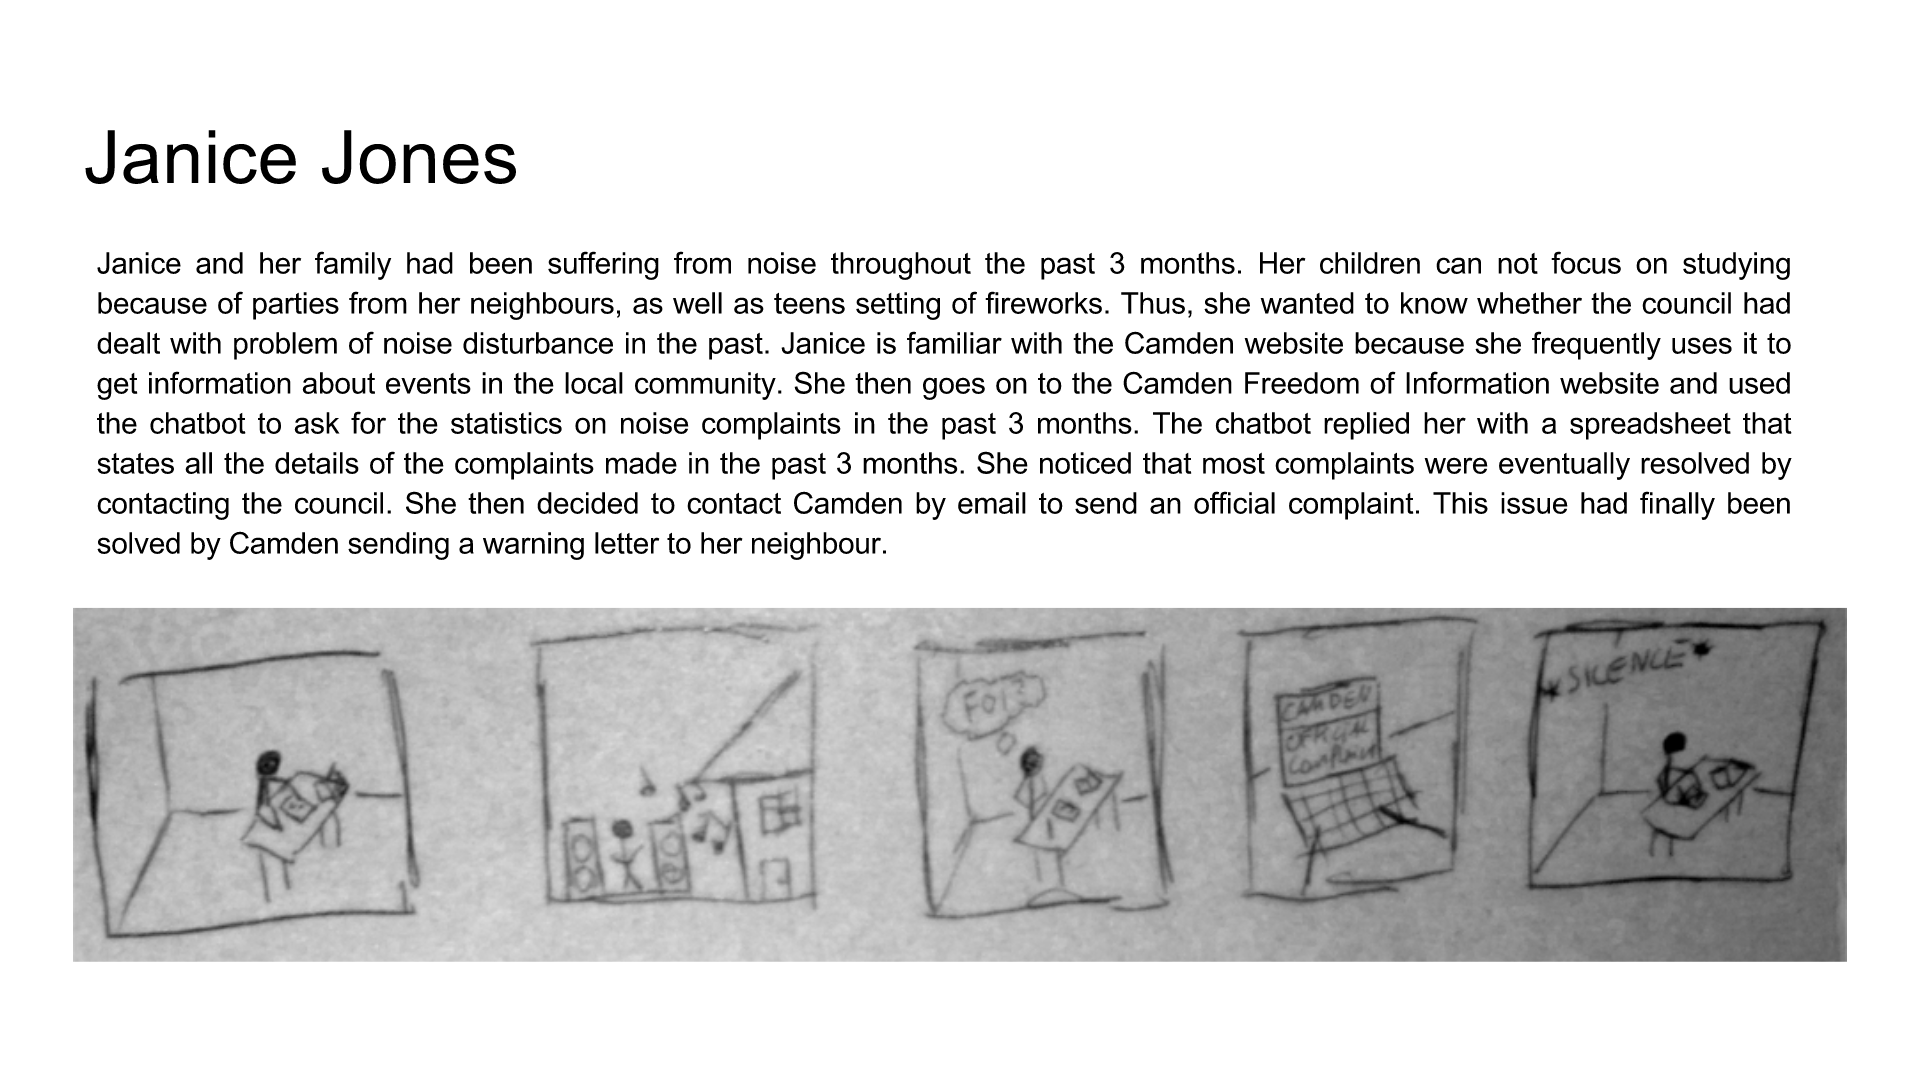 Janice Jones
Janice and her family had been suffering from noise throughout the past 3 months. Her children can not focus on studying
because of parties from her neighbours, as well as teens setting of fireworks. Thus, she wanted to know whether the council had
dealt with problem of noise disturbance in the past. Janice is familiar with the Camden website because she frequently uses it to
get information about events in the local community. She then goes on to the Camden Freedom of Information website and used
the chatbot to ask for the statistics on noise complaints in the past 3 months. The chatbot replied her with a spreadsheet that
states all the details of the complaints made in the past 3 months. She noticed that most complaints were eventually resolved by
contacting the council. She then decided to contact Camden by email to send an official complaint. This issue had finally been
solved by Camden sending a warning letter to her neighbour.
FOI?
CAMDEN
OFFICIAL
Complaint
*SILENCE*